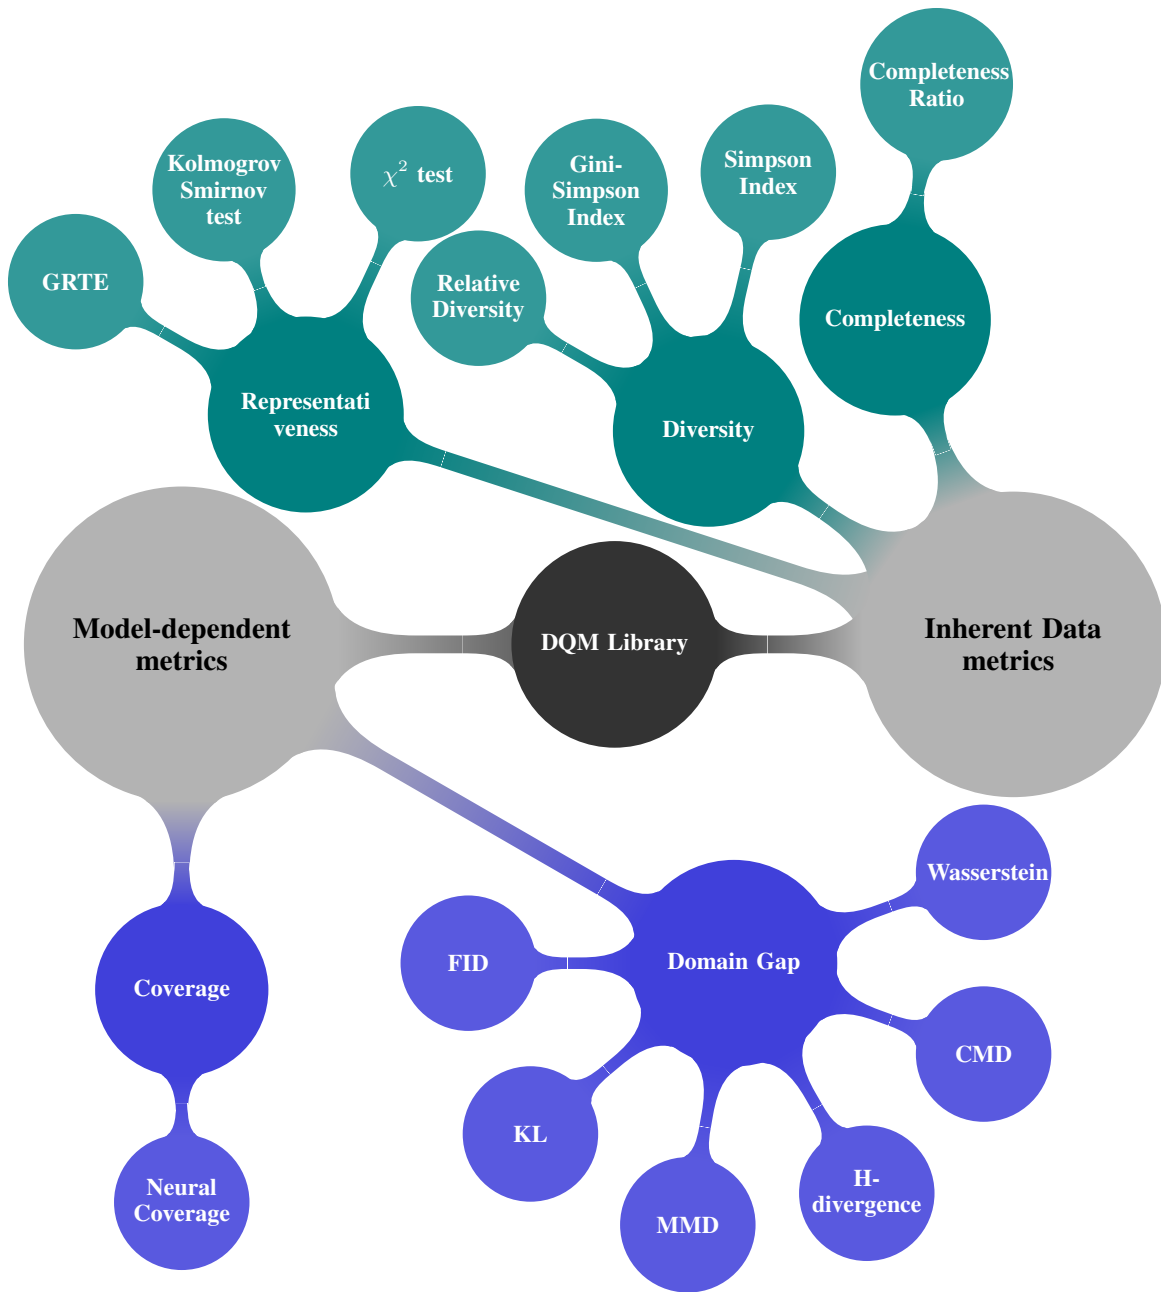 Completeness
Ratio
Kolmogrov
Smirnov
test
χ² test
Gini-
Simpson
Index
Simpson
Index
GRTE
Relative
Diversity
Completeness
Representati
veness
Diversity
Model-dependent
metrics
DQM Library
Inherent Data
metrics
Wasserstein
FID
Domain Gap
Coverage
CMD
KL
H-
divergence
Neural
Coverage
MMD